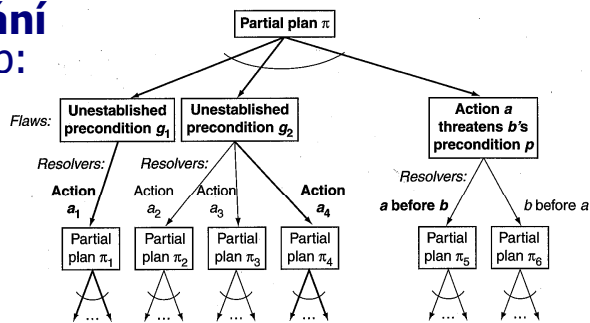 ání
o:
Partial plan π
Flaws:
Unestablished
precondition g1
Unestablished
precondition g2
Action a
threatens b's
precondition p
Resolvers:
Resolvers:
Resolvers:
Action
a1
Action
a2
Action
a3
Action
a4
a before b
b before a
Partial
plan π1
Partial
plan π2
Partial
plan π3
Partial
plan π4
Partial
plan π5
Partial
plan π6
...
...
...
...
...
...